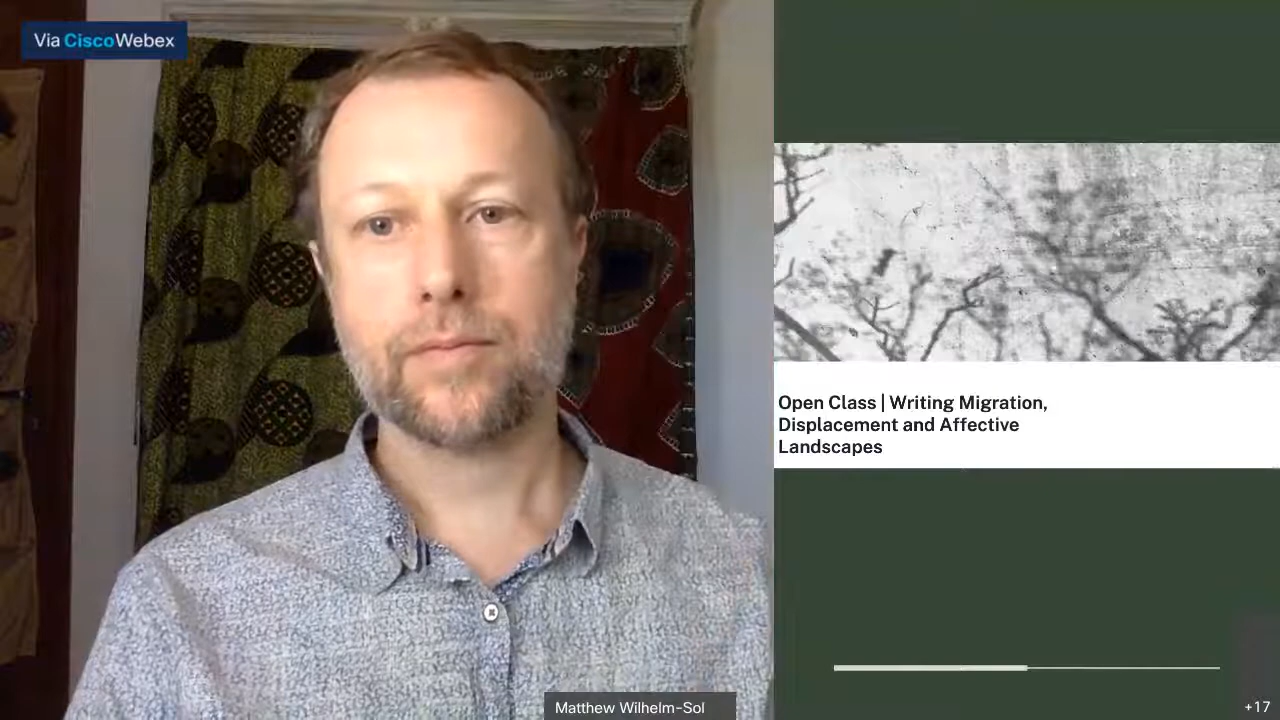 Via CiscoWebex
Open Class | Writing Migration,
Displacement and Affective
Landscapes
Matthew Wilhelm-Sol
+17